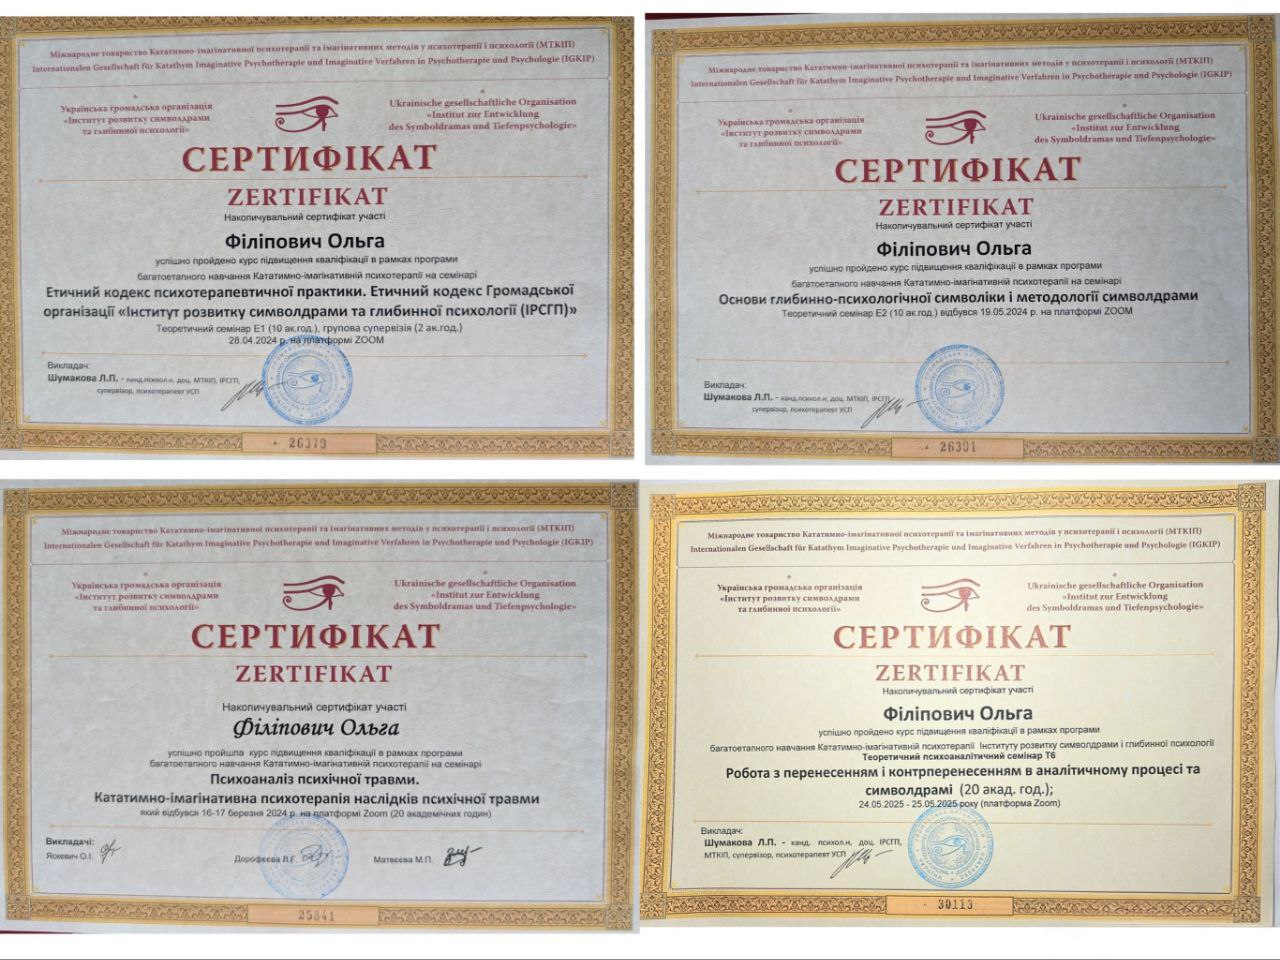 Міжнародне товариство Кататимно-імагінативної психотерапії та імагінативних методів у психотерапії і психології (МТКІП)
Internationalen Gesellschaft für Katathym Imaginative Psychotherapie und Imaginative Verfahren in Psychotherapie und Psychologie (IGKIP)
Українська громадська організація
«Інститут розвитку символдрами
та глибинної психології»
Ukrainische gesellschaftliche Organisation
«Institut zur Entwicklung
des Symboldramas und Tiefenpsychologie»
СЕРТИФІКАТ
ZERTIFIKAT
Накопичувальний сертифікат участі
Філіпович Ольга
успішно пройдено курс підвищення кваліфікації в рамках програми
багатоетапного навчання Кататимно-імагінативній психотерапії на семінарі
Етичний кодекс психотерапевтичної практики. Етичний кодекс Громадської
організації «Інститут розвитку символдрами та глибинної психології (ІРСГП)»
Теоретичний семінар Е1 (10 ак.год.), групова супервізія (2 ак.год.)
28.04.2024 р. на платформі ZOOM
Викладач:
Шумакова Л.П. - канд.психол.н, доц. МТКІП, ІРСГП,
супервізор, психотерапевт УСП
26379
Міжнародне товариство Кататимно-імагінативної психотерапії та імагінативних методів у психотерапії і психології (МТКІП)
Internationalen Gesellschaft für Katathym Imaginative Psychotherapie und Imaginative Verfahren in Psychotherapie und Psychologie (IGKIP)
Українська громадська організація
«Інститут розвитку символдрами
та глибинної психології»
Ukrainische gesellschaftliche Organisation
«Institut zur Entwicklung
des Symboldramas und Tiefenpsychologie»
СЕРТИФІКАТ
ZERTIFIKAT
Накопичувальний сертифікат участі
Філіпович Ольга
успішно пройдено курс підвищення кваліфікації в рамках програми
багатоетапного навчання Кататимно-імагінативній психотерапії на семінарі
Основи глибинно-психологічної символіки і методології символдрами
Теоретичний семінар Е2 (10 ак.год.) відбувся 19.05.2024 р. на платформі ZOOM
Викладач:
Шумакова Л.П. - канд.психол.н, доц. МТКІП, ІРСГП,
супервізор, психотерапевт УСП
26391
Міжнародне товариство Кататимно-імагінативної психотерапії та імагінативних методів у психотерапії і психології (МТКІП)
Internationalen Gesellschaft für Katathym Imaginative Psychotherapie und Imaginative Verfahren in Psychotherapie und Psychologie (IGKIP)
Українська громадська організація
«Інститут розвитку символдрами
та глибинної психології»
Ukrainische gesellschaftliche Organisation
«Institut zur Entwicklung
des Symboldramas und Tiefenpsychologie»
СЕРТИФІКАТ
ZERTIFIKAT
Накопичувальний сертифікат участі
Філіпович Ольга
успішно пройшла курс підвищення кваліфікації в рамках програми
багатоетапного навчання Кататимно-імагінативній психотерапії на семінарі
Психоаналіз психічної травми.
Кататимно-імагінативна психотерапія наслідків психічної травми
який відбувся 16-17 березня 2024 р. на платформі Zoom (20 академічних годин)
Викладачі:
Яскевич О.І. Дорофєєва Л.Г. Матвєєва М.П.
25841
Міжнародне товариство Кататимно-імагінативної психотерапії та імагінативних методів у психотерапії і психології (МТКІП)
Internationalen Gesellschaft für Katathym Imaginative Psychotherapie und Imaginative Verfahren in Psychotherapie und Psychologie (IGKIP)
Українська громадська організація
«Інститут розвитку символдрами
та глибинної психології»
Ukrainische gesellschaftliche Organisation
«Institut zur Entwicklung
des Symboldramas und Tiefenpsychologie»
СЕРТИФІКАТ
ZERTIFIKAT
Накопичувальний сертифікат участі
Філіпович Ольга
успішно пройдено курс підвищення кваліфікації в рамках програми
багатоетапного навчання Кататимно-імагінативній психотерапії Інституту розвитку символдрами і глибинної психології
Теоретичний психоаналітичний семінар Т6
Робота з перенесенням і контрперенесенням в аналітичному процесі та
символдрамі (20 акад. год.);
24.05.2025 - 25.05.2025 року (платформа Zoom)
Викладач:
Шумакова Л.П. - канд. психол.н, доц. ІРСГП,
МТКІП, супервізор, психотерапевт УСП
30113